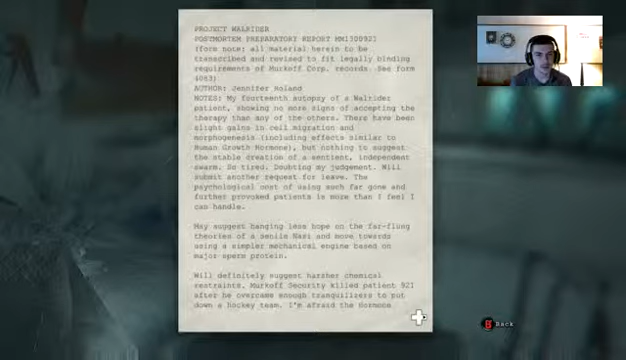 PROJECT WALRIDER
POSTMORTEM PREPARATORY REPORT MM130892J
(form note: all material herein to be
transcribed and revised to fit legally binding
requirements of Murkoff Corp. records. See form
4063)
AUTHOR: Jennifer Roland
NOTES: My fourteenth autopsy of a Walrider
patient, showing no more signs of accepting the
therapy than any of the others. There have been
slight gains in cell migration and
morphogenesis (including effects similar to
Human Growth Hormone), but nothing to suggest
the stable creation of a sentient, independent
swarm. So tired. Doubting my judgement. Will
submit another request for leave. The
psychological cost of using such far gone and
further provoked patients is more than I feel I
can handle.
May suggest hanging less hope on the far-flung
theories of a senile Nazi and move towards
using a simpler mechanical engine based on
major sperm protein.
Will definitely suggest harsher chemical
restraints. Murkoff Security killed patient 921
after he overcame enough tranquilizers to put
down a hockey team. I'm afraid the Hormone
Back